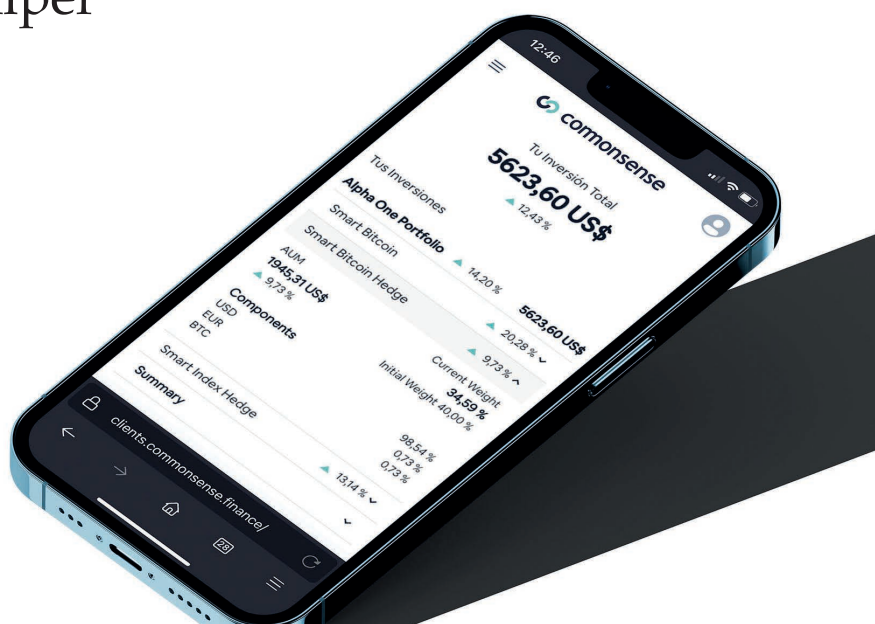 12:46
commonsense
Tu Inversión Total
5623,60 US$
▲ 12,43 %
Tus Inversiones
Alpha One Portfolio ▲ 14,20 % 5623,60 US$
Smart Bitcoin ▲ 20,28 %
Smart Bitcoin Hedge ▲ 9,73 %
AUM Current Weight
1945,31 US$ 34,59 %
▲ 9,73 % Initial Weight 40,00 %
Components
USD 98,54 %
EUR 0,73 %
BTC 0,73 %
Smart Index Hedge ▲ 13,14 %
Summary
clients.commonsense.finance/
28